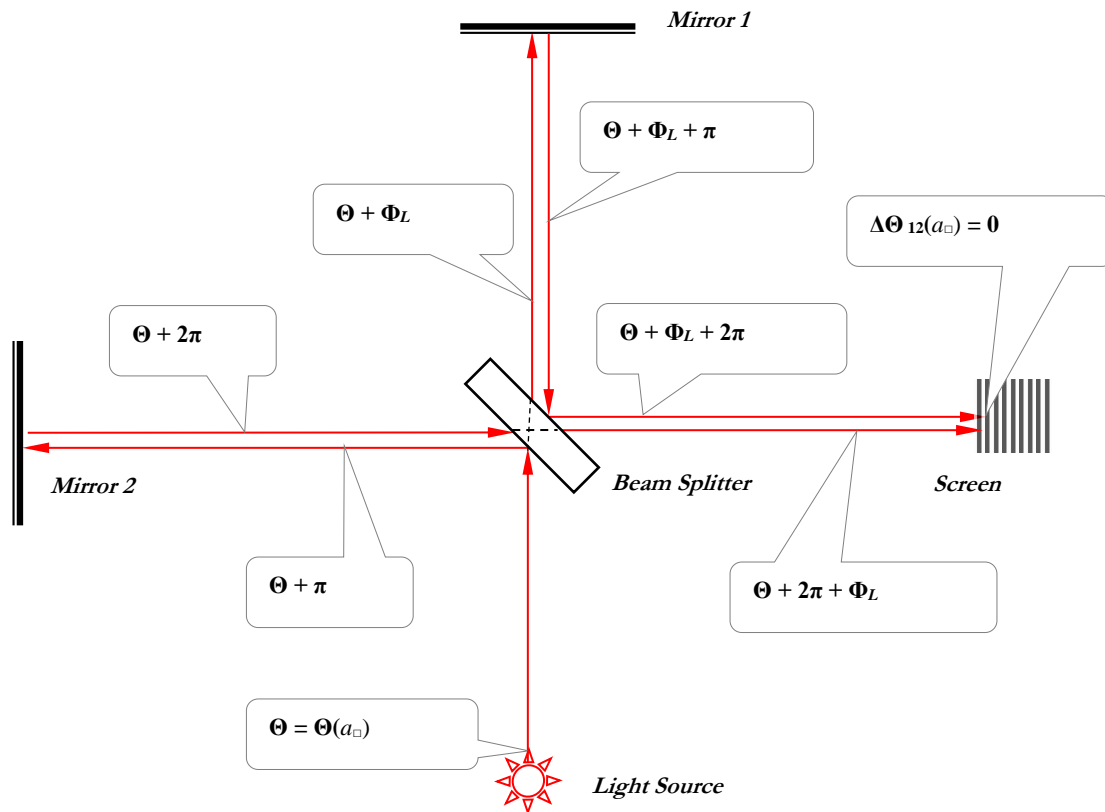 Mirror 1
Θ + Φ_L + π
Θ + Φ_L
ΔΘ ₁₂(a□) = 0
Θ + 2π
Θ + Φ_L + 2π
Mirror 2
Beam Splitter
Screen
Θ + π
Θ + 2π + Φ_L
Θ = Θ(a□)
Light Source